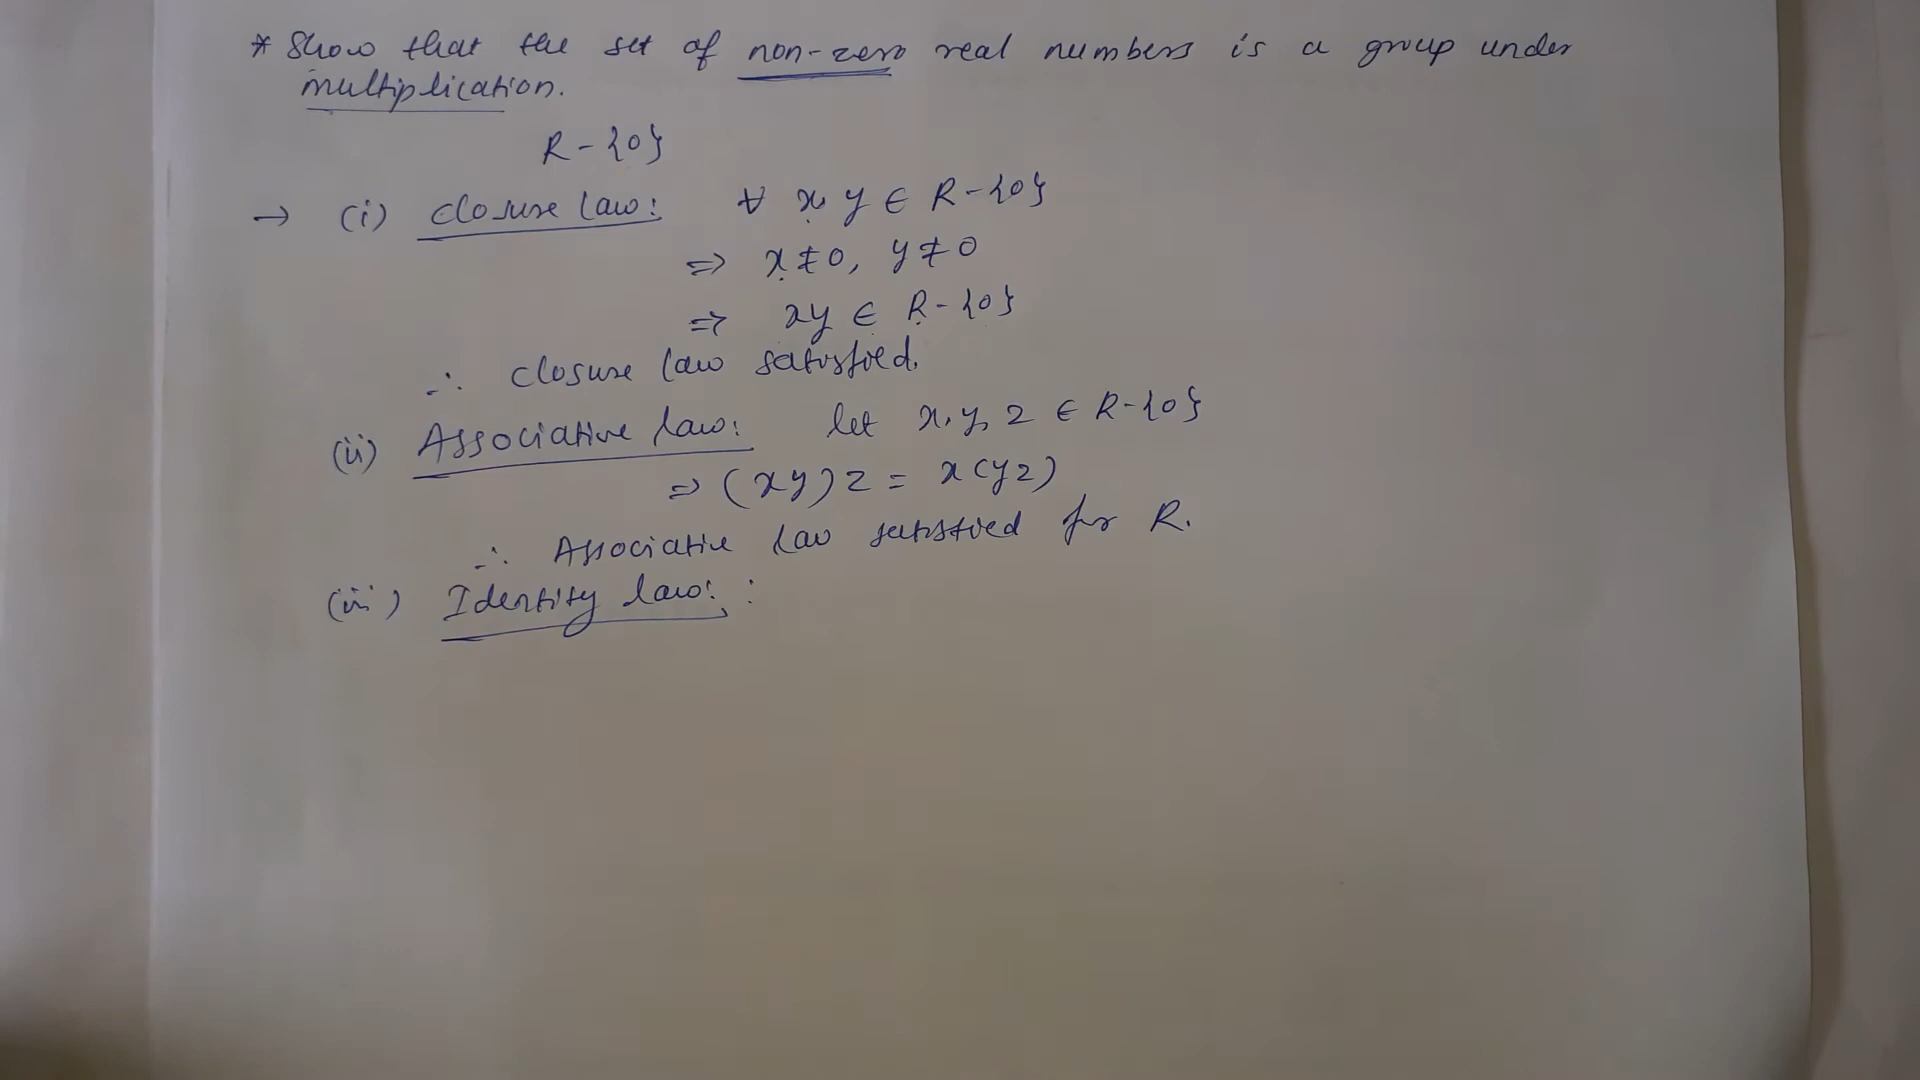 * Show that the set of non-zero real numbers is a group under
multiplication.
R-{0}
→ (i) closure law: ∀ x, y ∈ R-{0}
⇒ x≠0, y≠0
⇒ xy ∈ R-{0}
∴ closure law satisfied.
(ii) Associative law: let x, y, z ∈ R-{0}
⇒ (xy)z = x(yz)
∴ Associative law satisfied for R.
(iii) Identity law: :